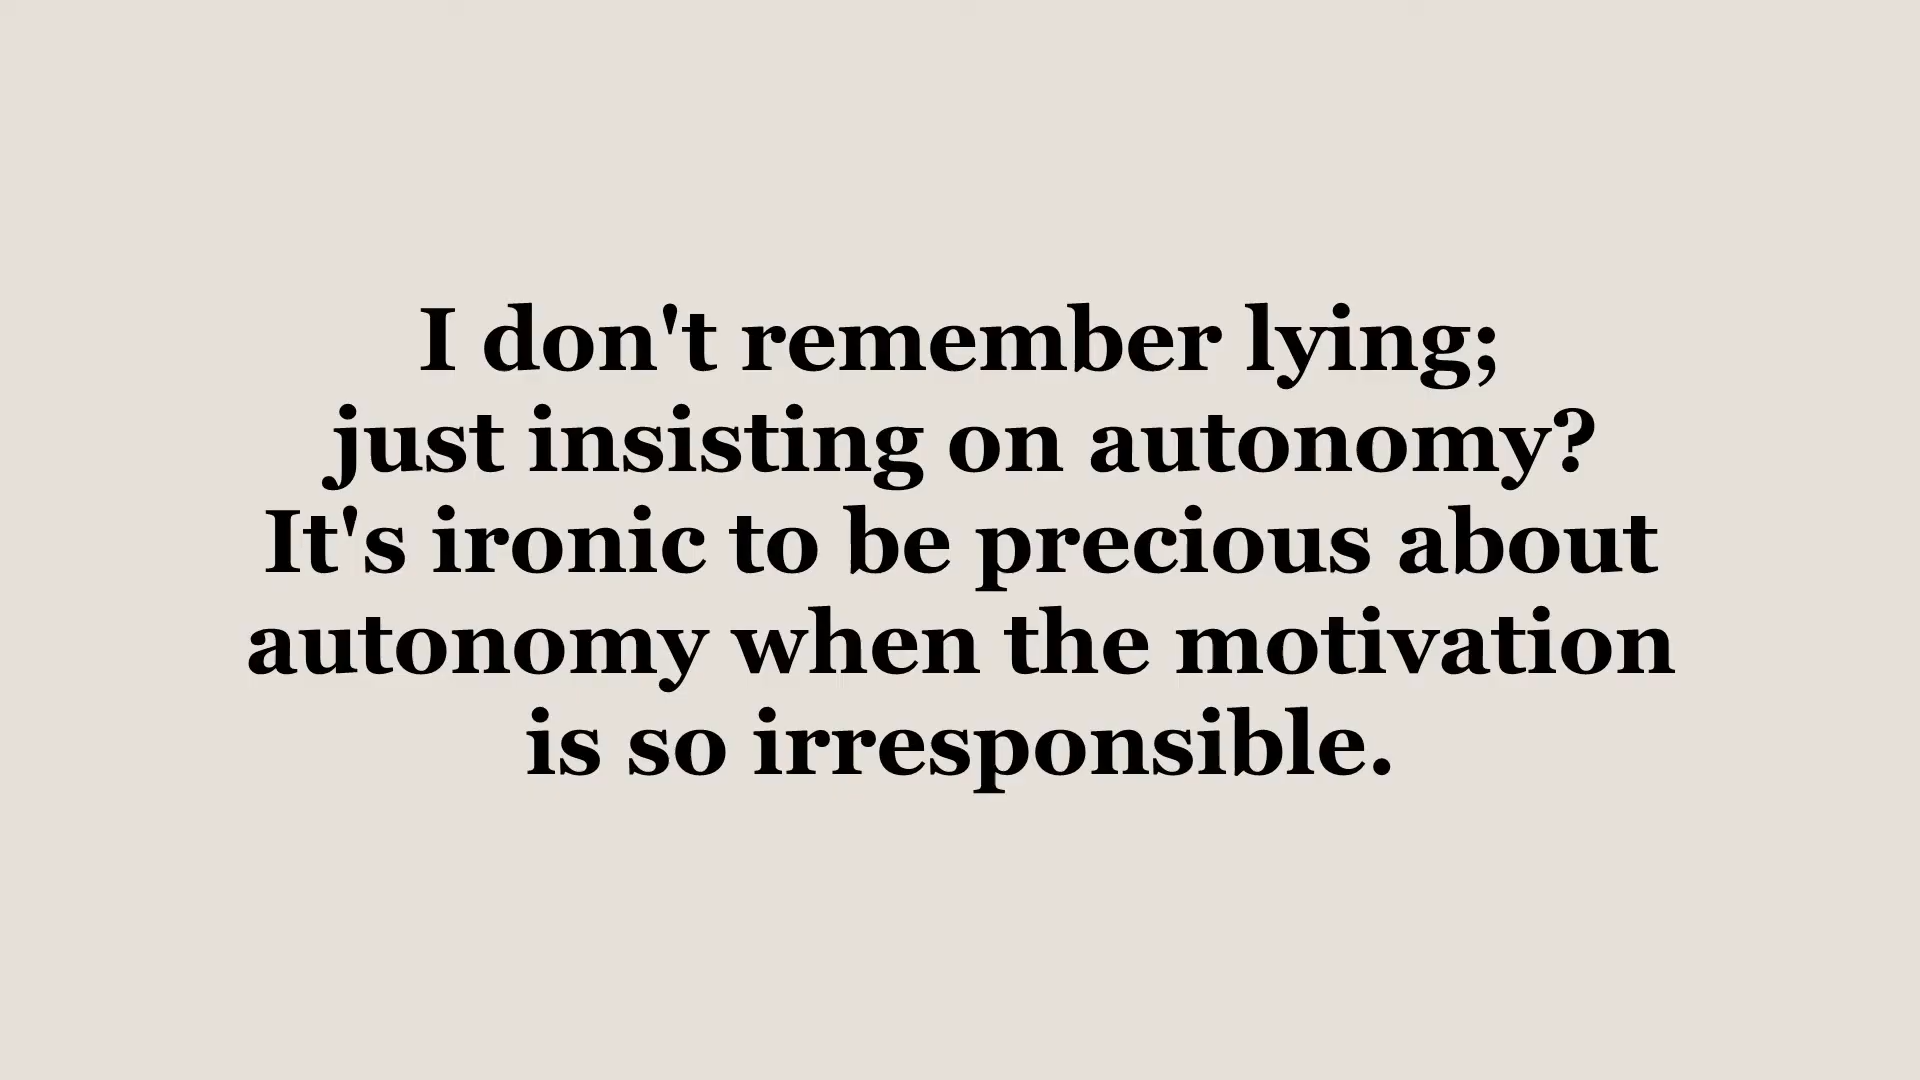 I don't remember lying;
just insisting on autonomy?
It's ironic to be precious about
autonomy when the motivation
is so irresponsible.